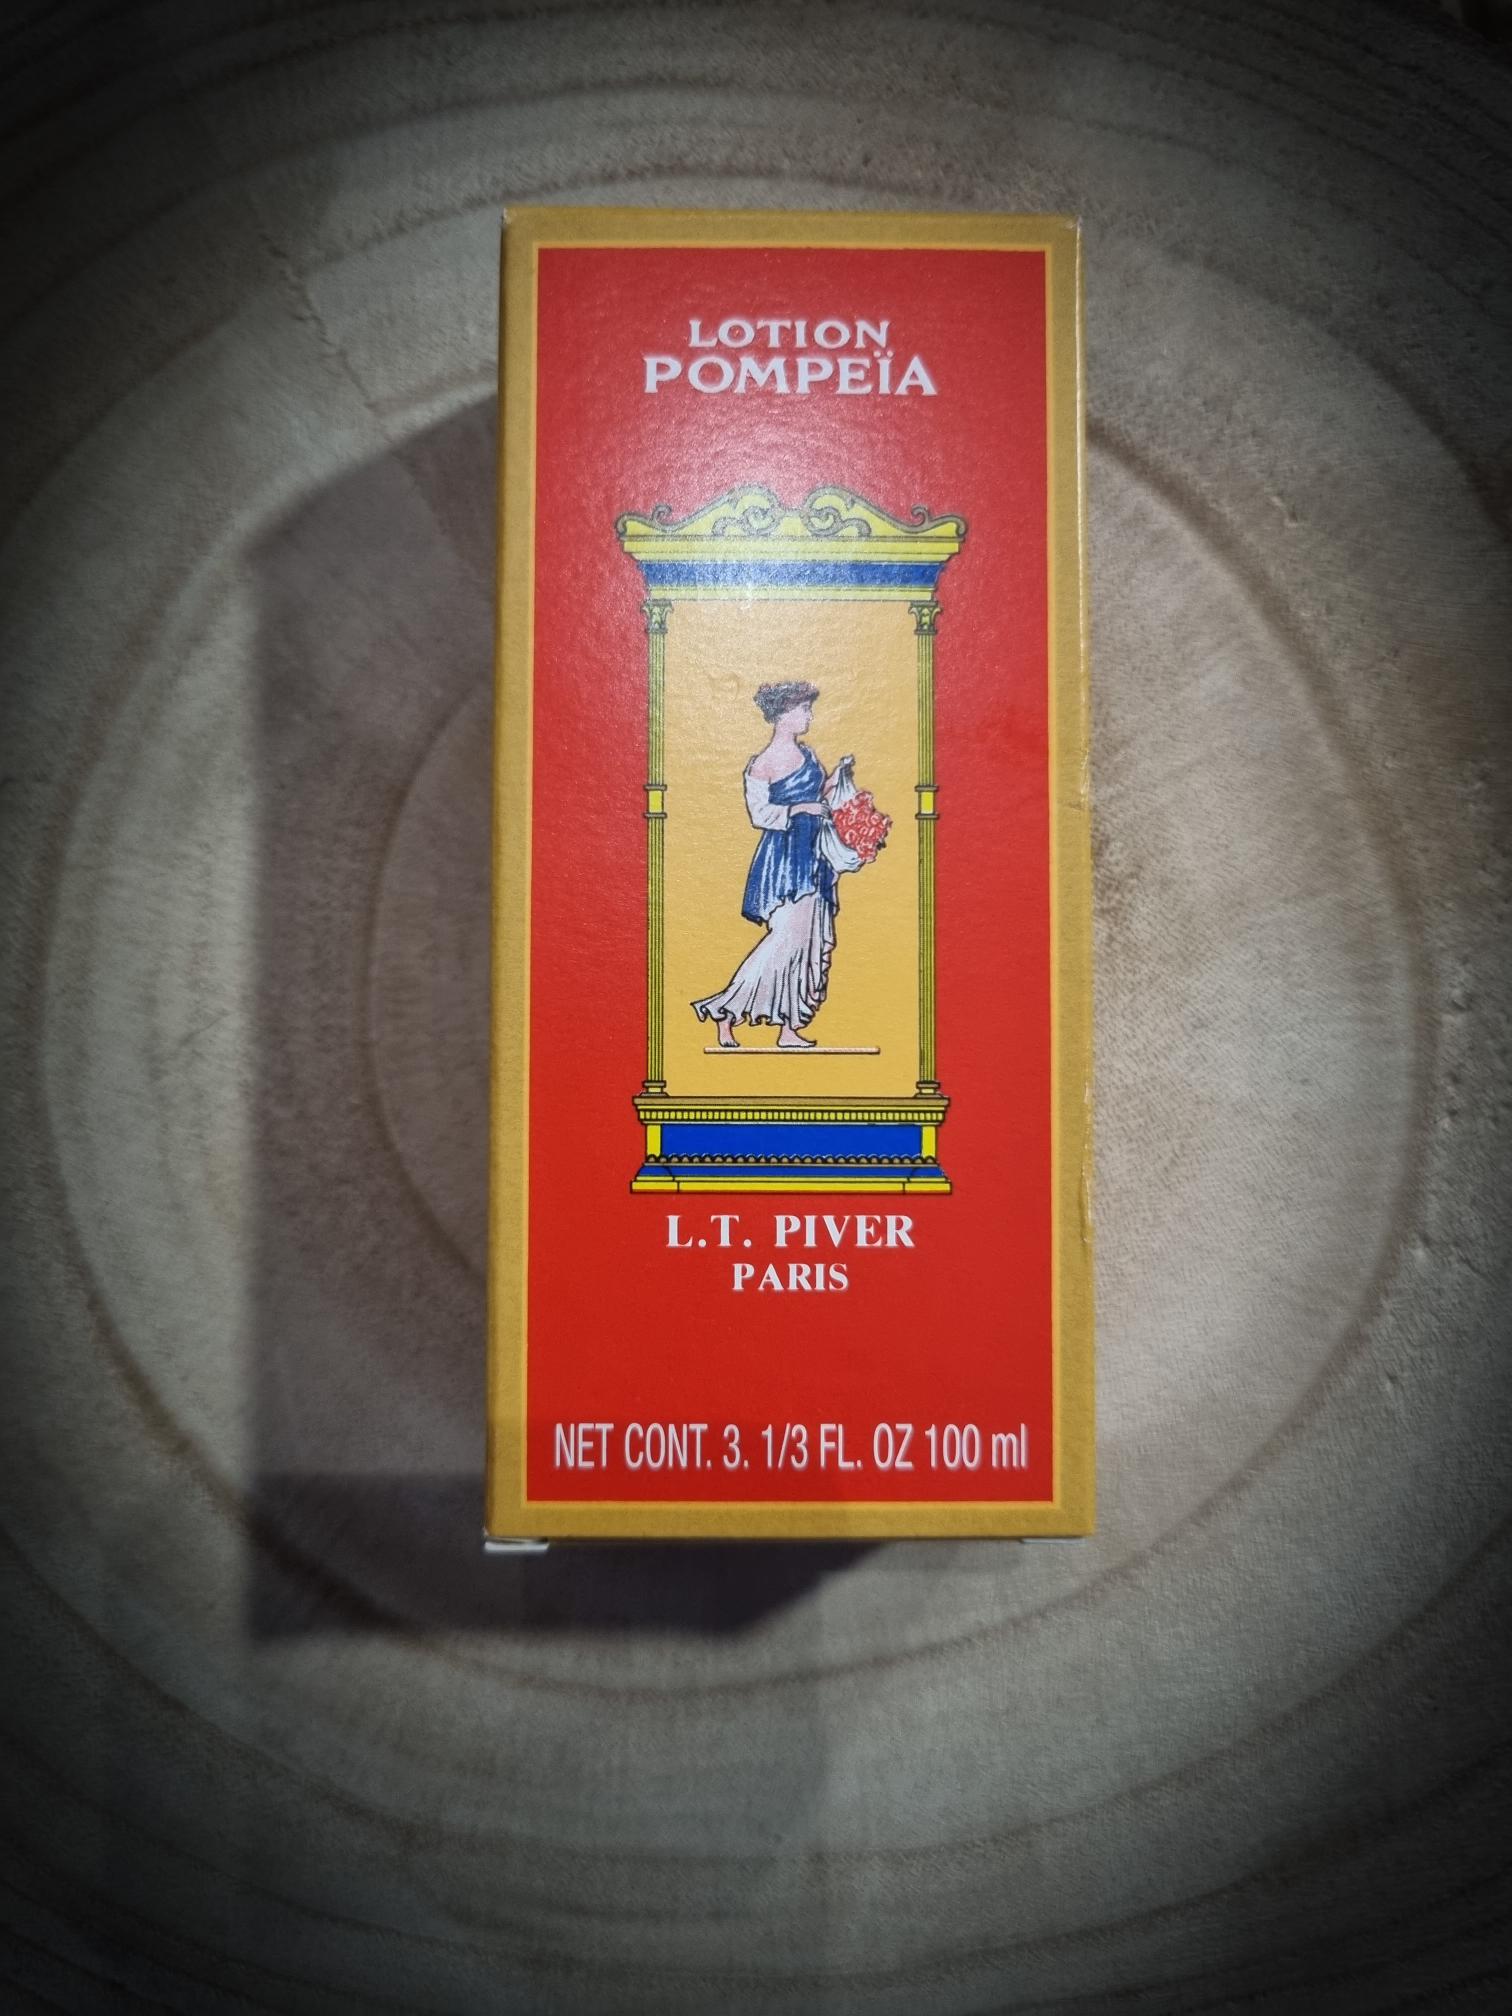 LOTION
POMPEÏA
L.T. PIVER
PARIS
NET CONT. 3. 1/3 FL. OZ 100 ml